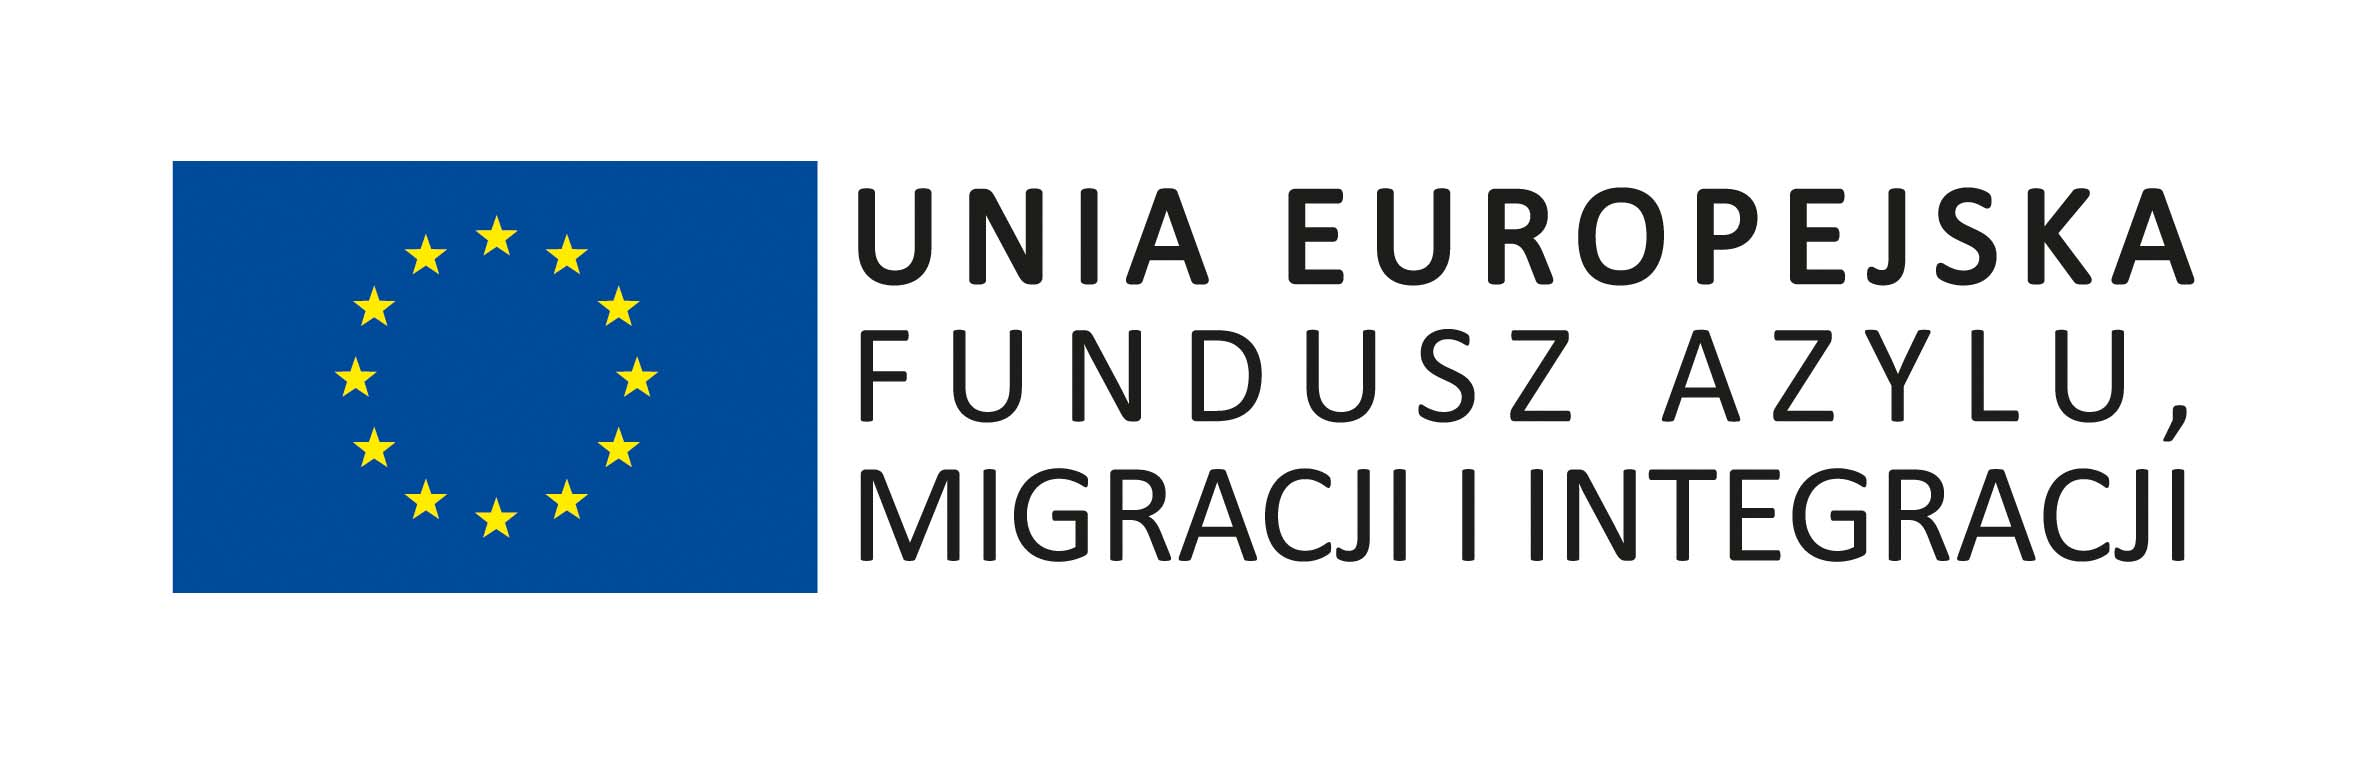 UNIA EUROPEJSKA
FUNDUSZ AZYLU,
MIGRACJI I INTEGRACJI